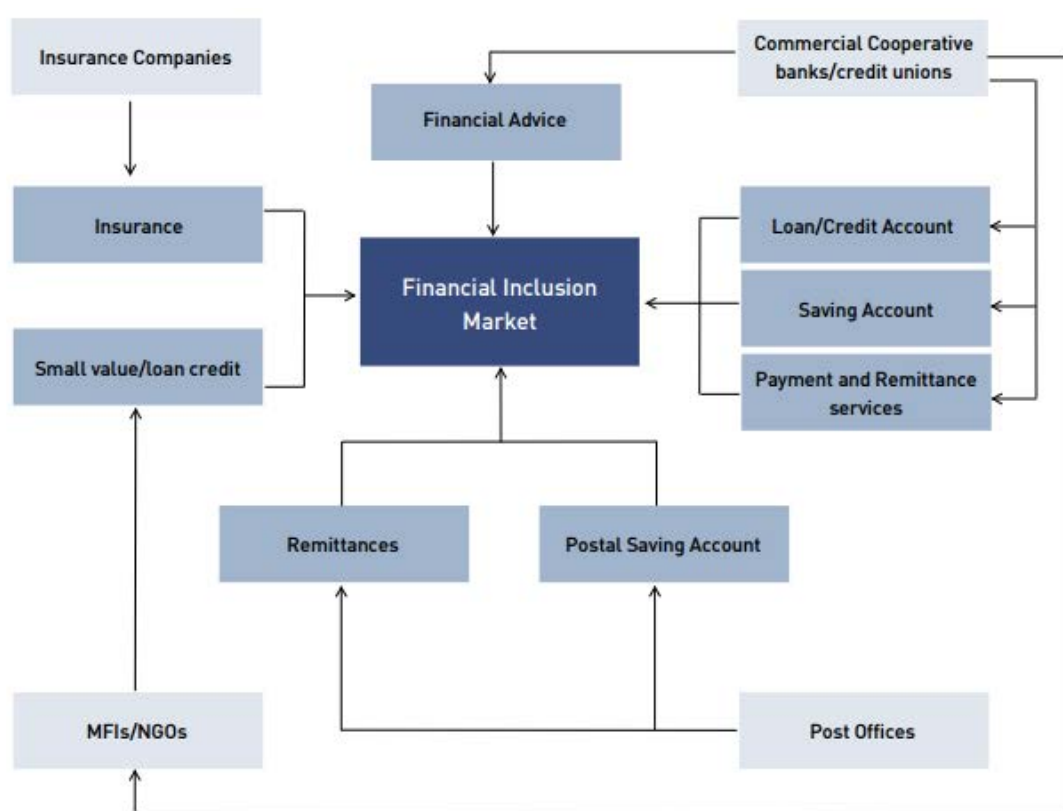 Insurance Companies
Commercial Cooperative
banks/credit unions
Financial Advice
Insurance
Loan/Credit Account
Financial Inclusion
Market
Saving Account
Small value/loan credit
Payment and Remittance
services
Remittances
Postal Saving Account
MFIs/NGOs
Post Offices